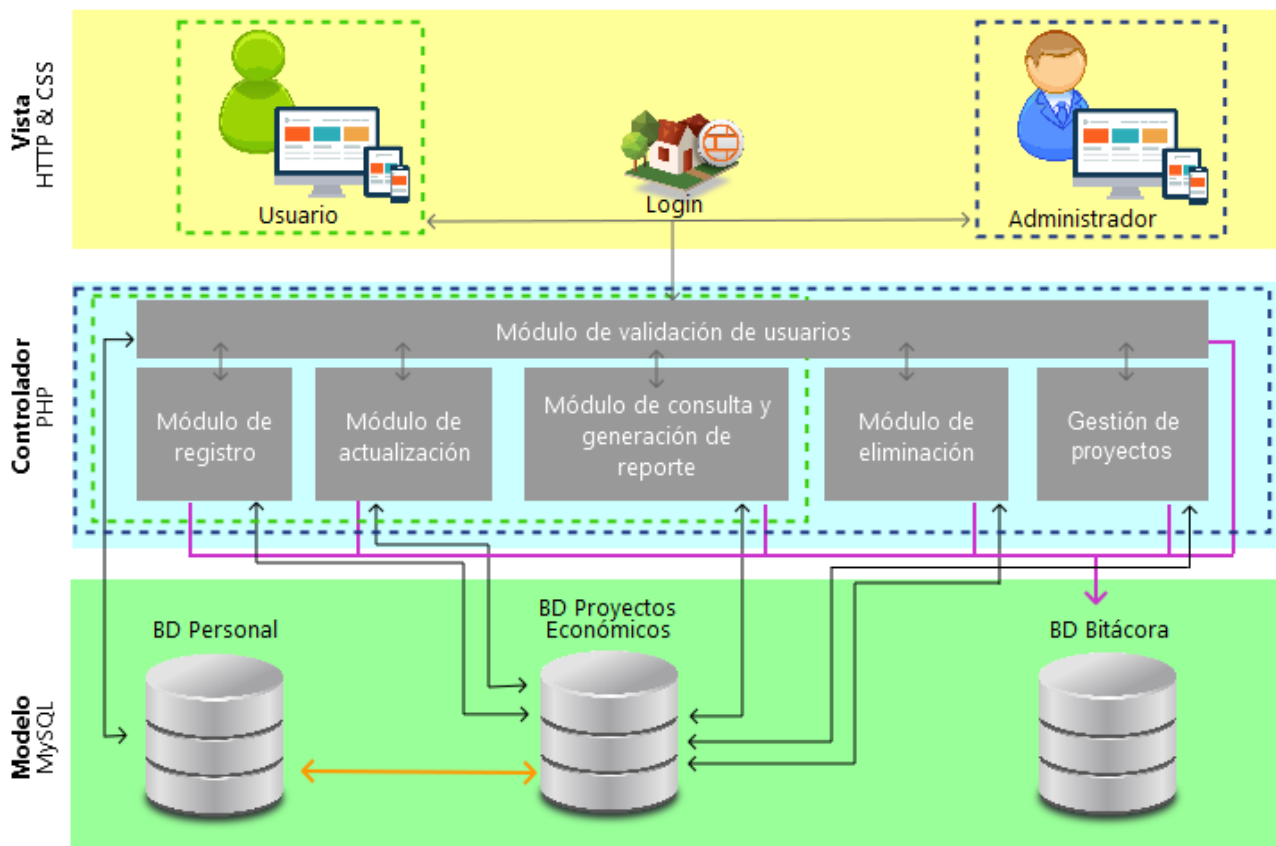 Vista
HTTP & CSS
Usuario
Login
Administrador
Controlador
PHP
Módulo de validación de usuarios
Módulo de
registro
Módulo de
actualización
Módulo de consulta y
generación de
reporte
Módulo de
eliminación
Gestión de
proyectos
Modelo
MySQL
BD Personal
BD Proyectos
Económicos
BD Bitácora